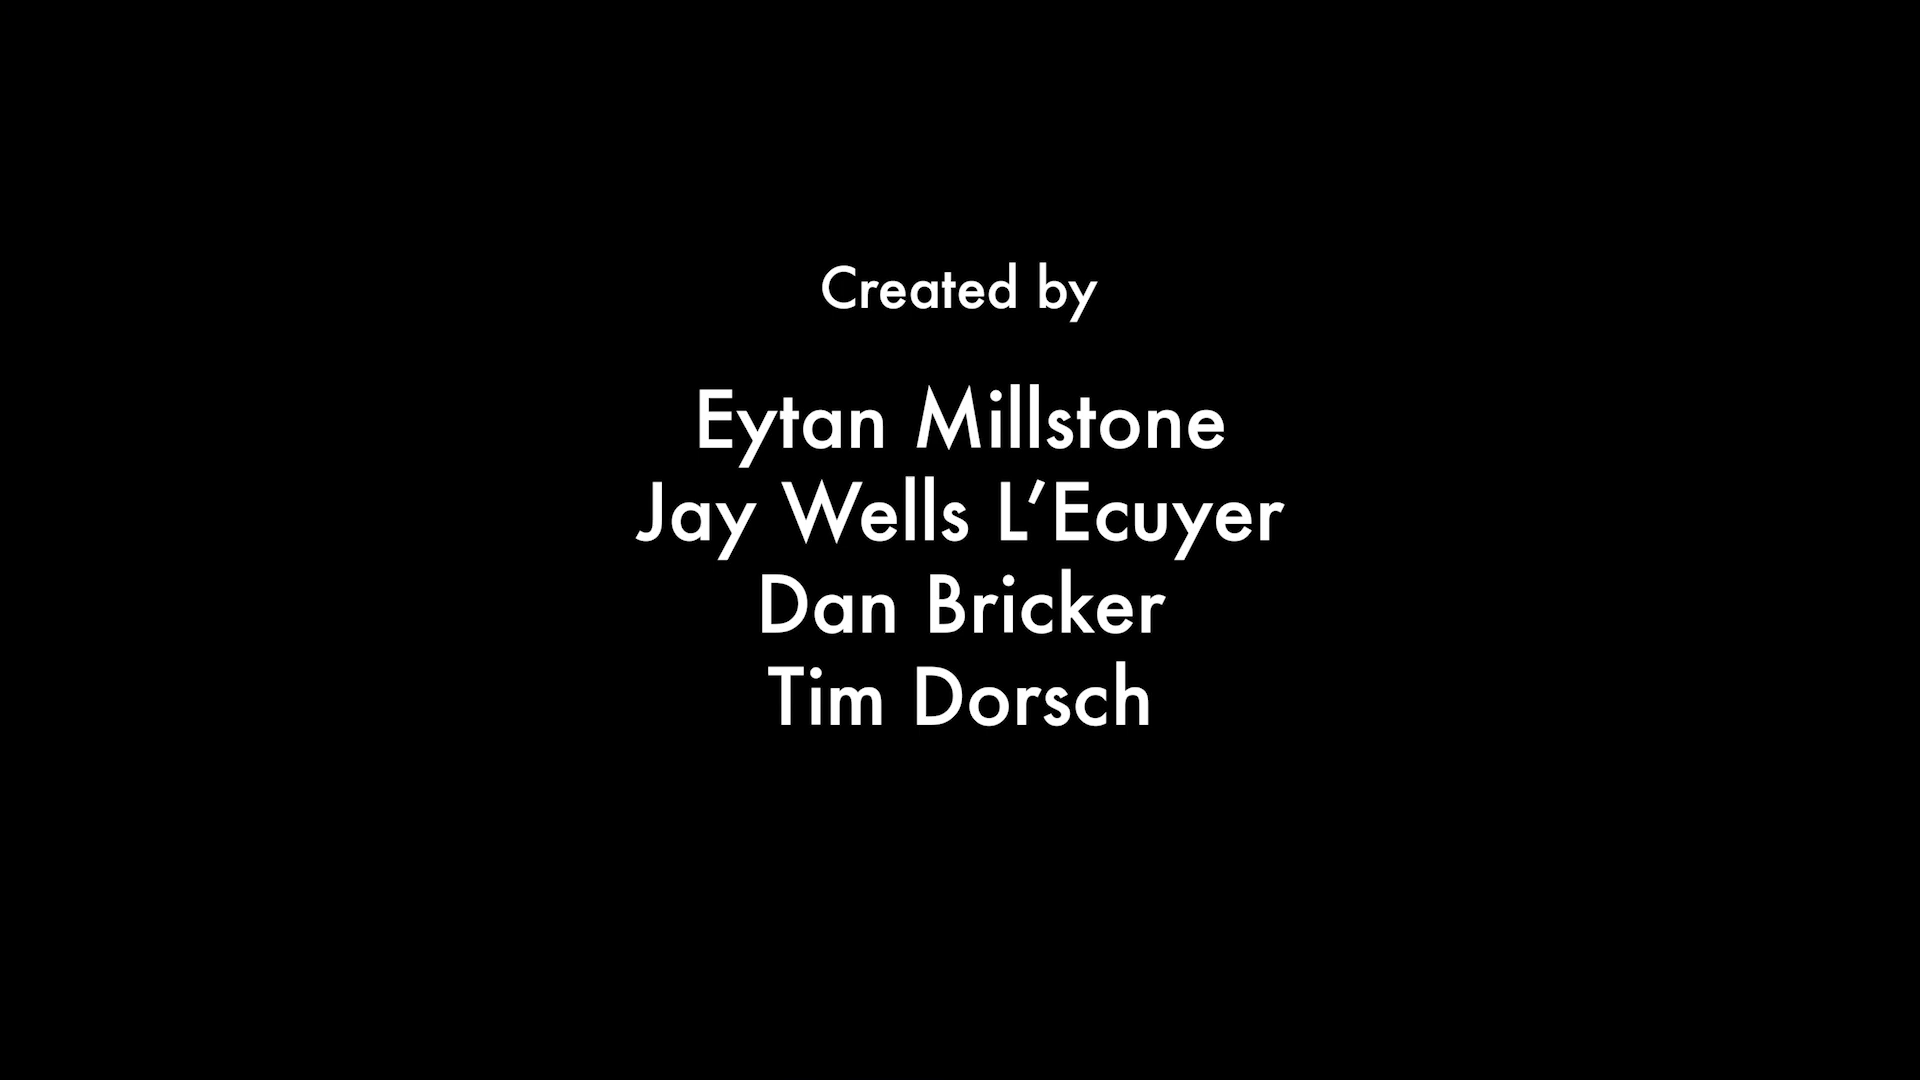 Created by
Eytan Millstone
Jay Wells L’Ecuyer
Dan Bricker
Tim Dorsch